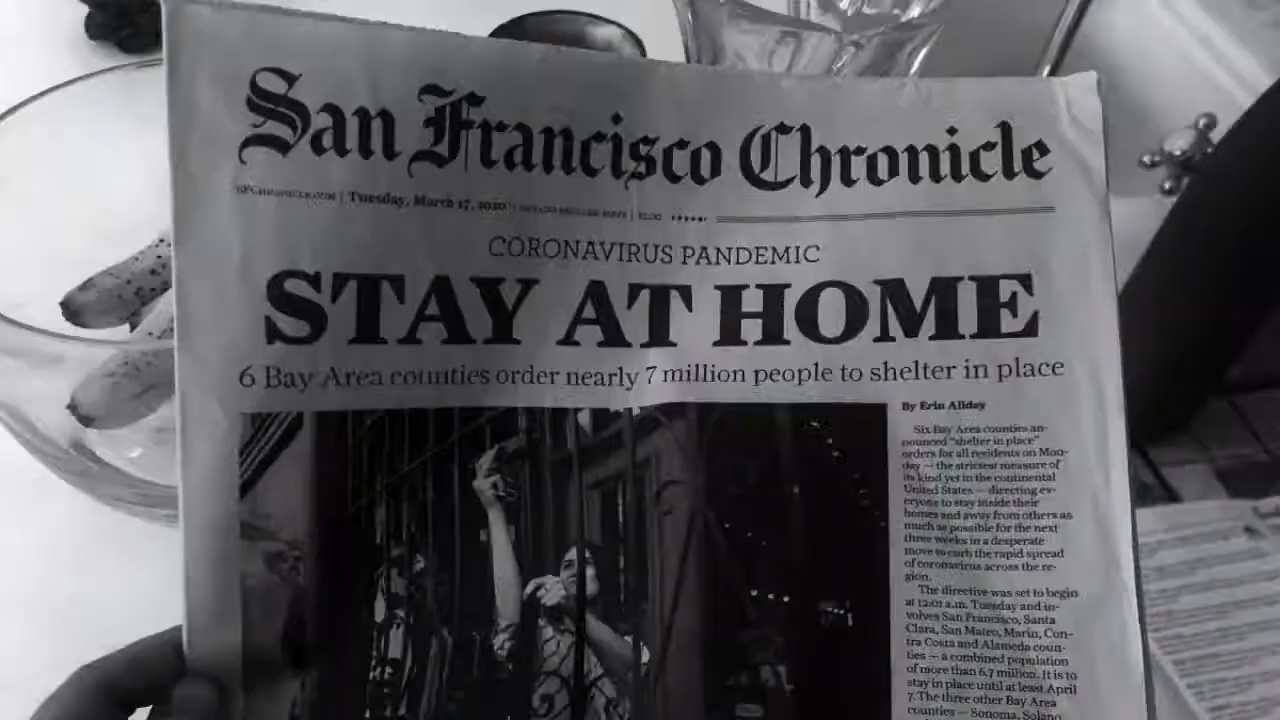 San Francisco Chronicle
SFCHRONICLE.COM | Tuesday, March 17, 2020
CORONAVIRUS PANDEMIC
STAY AT HOME
6 Bay Area counties order nearly 7 million people to shelter in place
By Erin Allday
Six Bay Area counties an-
nounced "shelter in place"
orders for all residents on Mon-
day — the strictest measure of
its kind yet in the continental
United States — directing ev-
eryone to stay inside their
homes and away from others as
much as possible for the next
three weeks in a desperate
move to curb the rapid spread
of coronavirus across the re-
gion.
The directive was set to begin
at 12:01 a.m. Tuesday and in-
volves San Francisco, Santa
Clara, San Mateo, Marin, Con-
tra Costa and Alameda coun-
ties — a combined population
of more than 6.7 million. It is to
stay in place until at least April
7. The three other Bay Area
counties — Sonoma, Solano